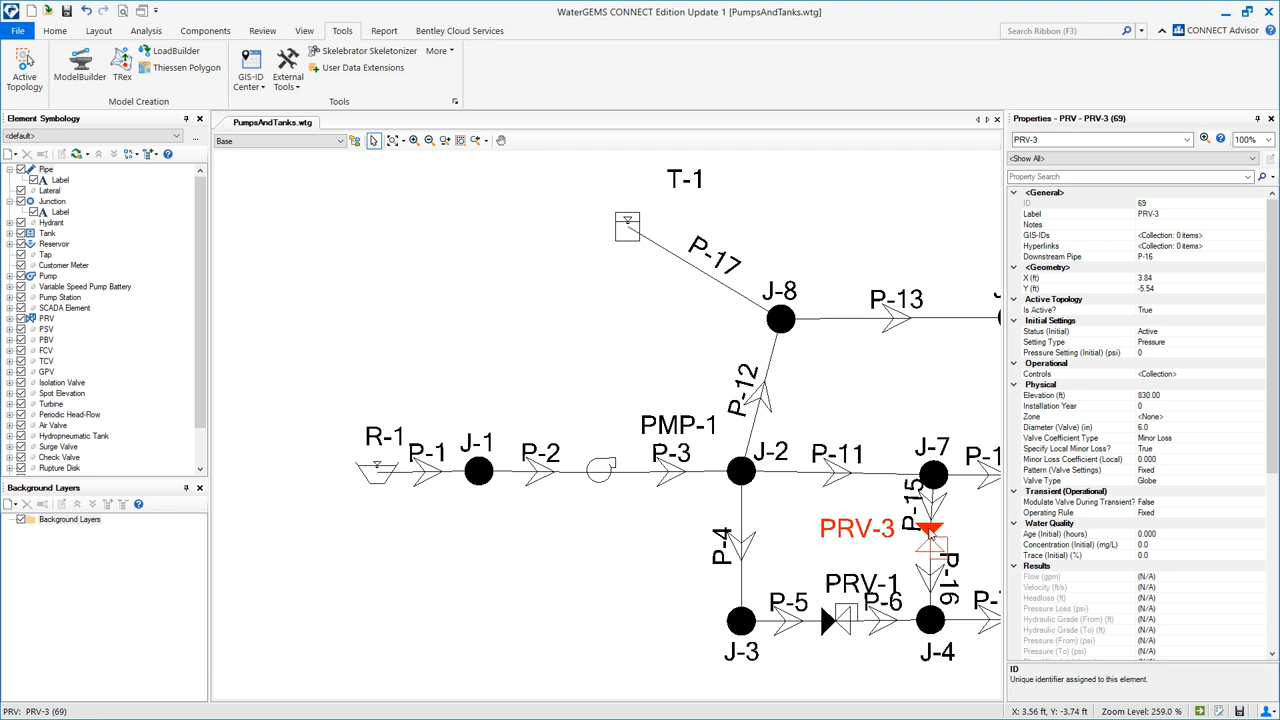 WaterGEMS CONNECT Edition Update 1 [PumpsAndTanks.wtg]
File Home Layout Analysis Components Review View Tools Report Bentley Cloud Services
Search Ribbon (F3)
CONNECT Advisor
Active Topology
ModelBuilder
TRex
LoadBuilder
Thiessen Polygon
Model Creation
GIS-ID Center
External Tools
Skelebrator Skeletonizer
User Data Extensions
More
Tools
Element Symbology
<default>
...
Pipe
Label
Lateral
Junction
Label
Hydrant
Tank
Reservoir
Tap
Customer Meter
Pump
Variable Speed Pump Battery
Pump Station
SCADA Element
PRV
PSV
PBV
FCV
TCV
GPV
Isolation Valve
Spot Elevation
Turbine
Periodic Head-Flow
Air Valve
Hydropneumatic Tank
Surge Valve
Check Valve
Rupture Disk
Background Layers
Background Layers
PumpsAndTanks.wtg
Base
T-1
P-17
J-8
P-13
P-12
R-1
P-1
J-1
P-2
PMP-1
P-3
J-2
P-11
J-7
P-1
P-15
PRV-3
P-16
P-4
P-5
PRV-1
P-6
J-3
J-4
Properties - PRV - PRV-3 (69)
PRV-3
100%
<Show All>
Property Search
<General>
ID 69
Label PRV-3
Notes
GIS-IDs <Collection: 0 items>
Hyperlinks <Collection: 0 items>
Downstream Pipe P-16
<Geometry>
X (ft) 3.84
Y (ft) -5.54
Active Topology
Is Active? True
Initial Settings
Status (Initial) Active
Setting Type Pressure
Pressure Setting (Initial) (psi) 0
Operational
Controls <Collection>
Physical
Elevation (ft) 830.00
Installation Year 0
Zone <None>
Diameter (Valve) (in) 6.0
Valve Coefficient Type Minor Loss
Specify Local Minor Loss? True
Minor Loss Coefficient (Local) 0.000
Pattern (Valve Settings) Fixed
Valve Type Globe
Transient (Operational)
Modulate Valve During Transient? False
Operating Rule Fixed
Water Quality
Age (Initial) (hours) 0.000
Concentration (Initial) (mg/L) 0.0
Trace (Initial) (%) 0.0
Results
Flow (gpm) (N/A)
Velocity (ft/s) (N/A)
Headloss (ft) (N/A)
Pressure Loss (psi) (N/A)
Hydraulic Grade (From) (ft) (N/A)
Hydraulic Grade (To) (ft) (N/A)
Pressure (From) (psi) (N/A)
Pressure (To) (psi) (N/A)
ID
Unique identifier assigned to this element.
PRV: PRV-3 (69)
X: 3.56 ft, Y: -3.74 ft
Zoom Level: 259.0 %